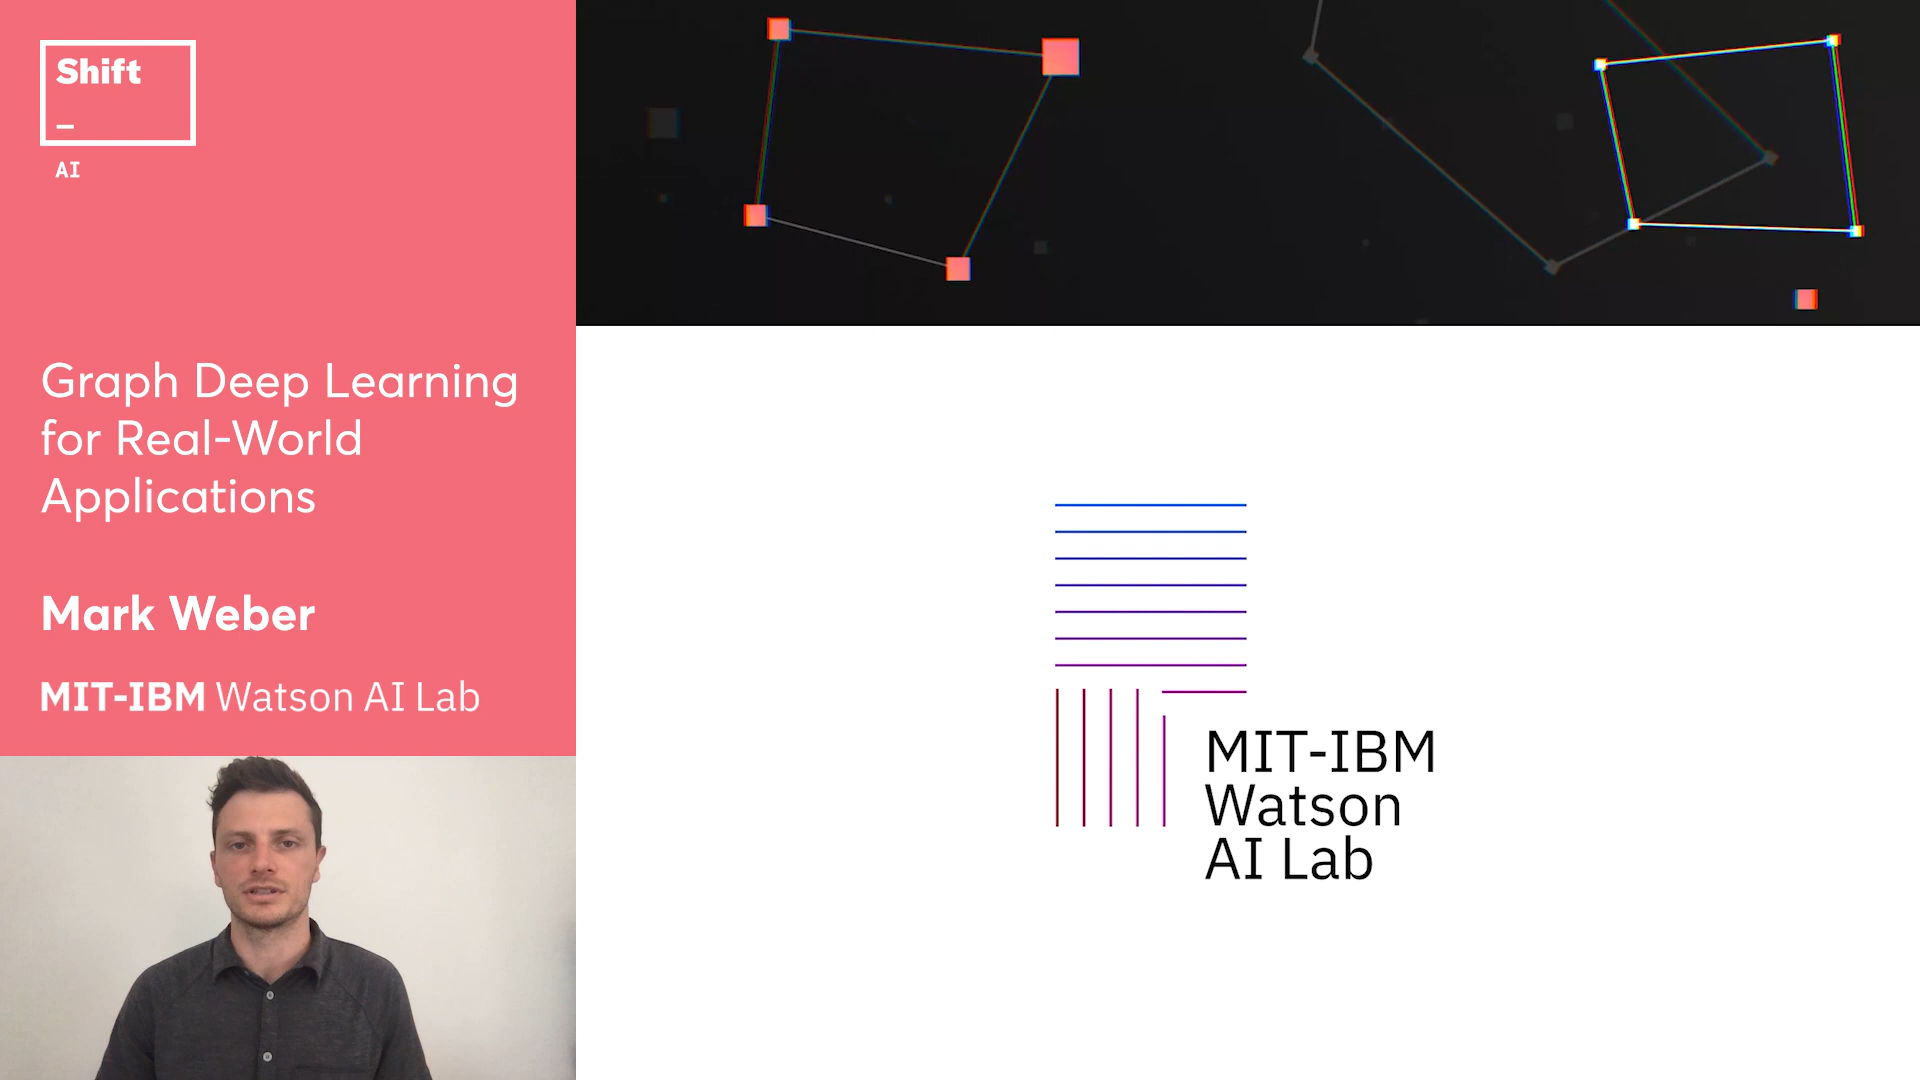 Shift
_
AI
Graph Deep Learning
for Real-World
Applications
Mark Weber
MIT-IBM Watson AI Lab
MIT-IBM
Watson
AI Lab